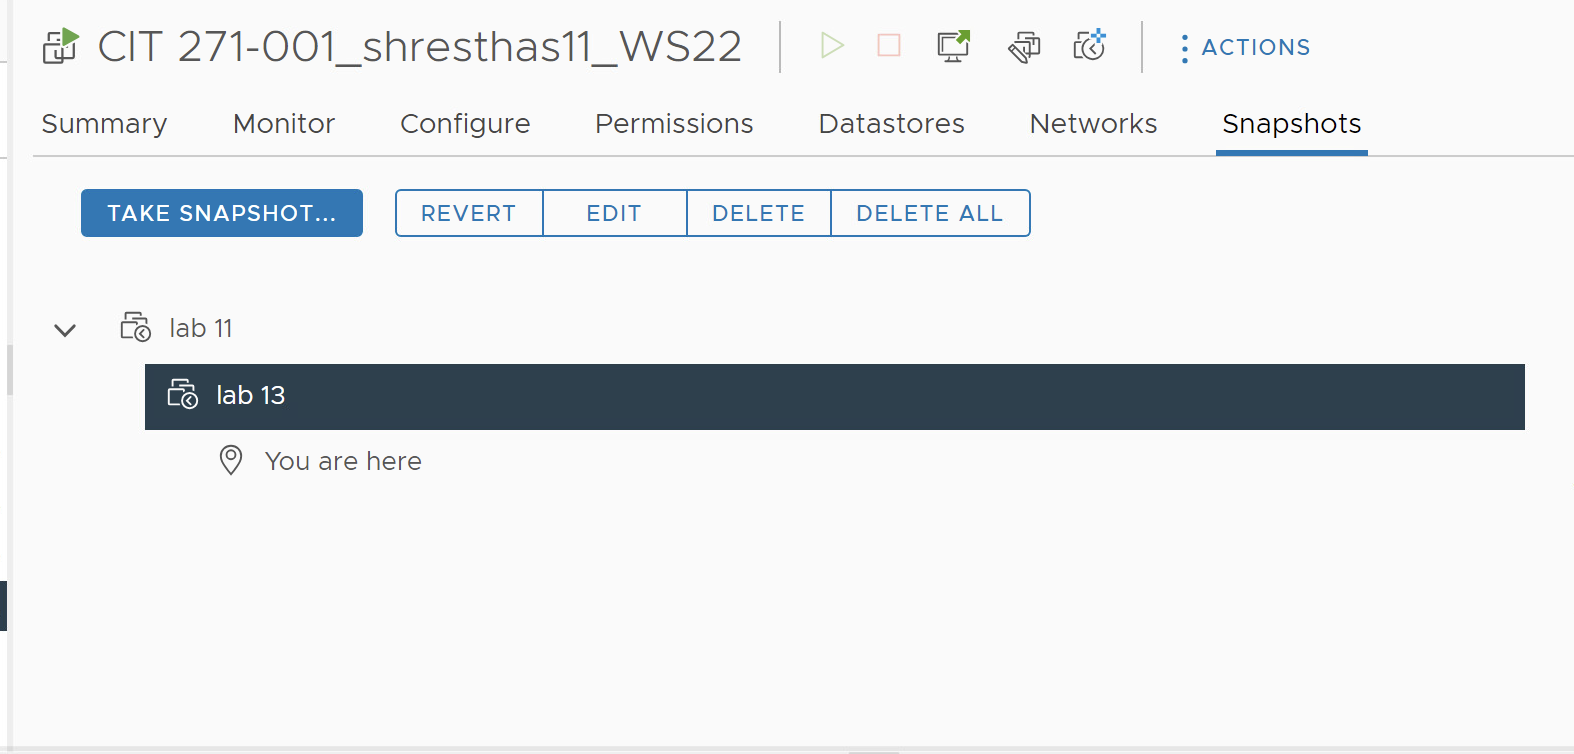 CIT 271-001_shresthas11_WS22
ACTIONS
Summary Monitor Configure Permissions Datastores Networks Snapshots
TAKE SNAPSHOT... REVERT EDIT DELETE DELETE ALL
lab 11
lab 13
You are here